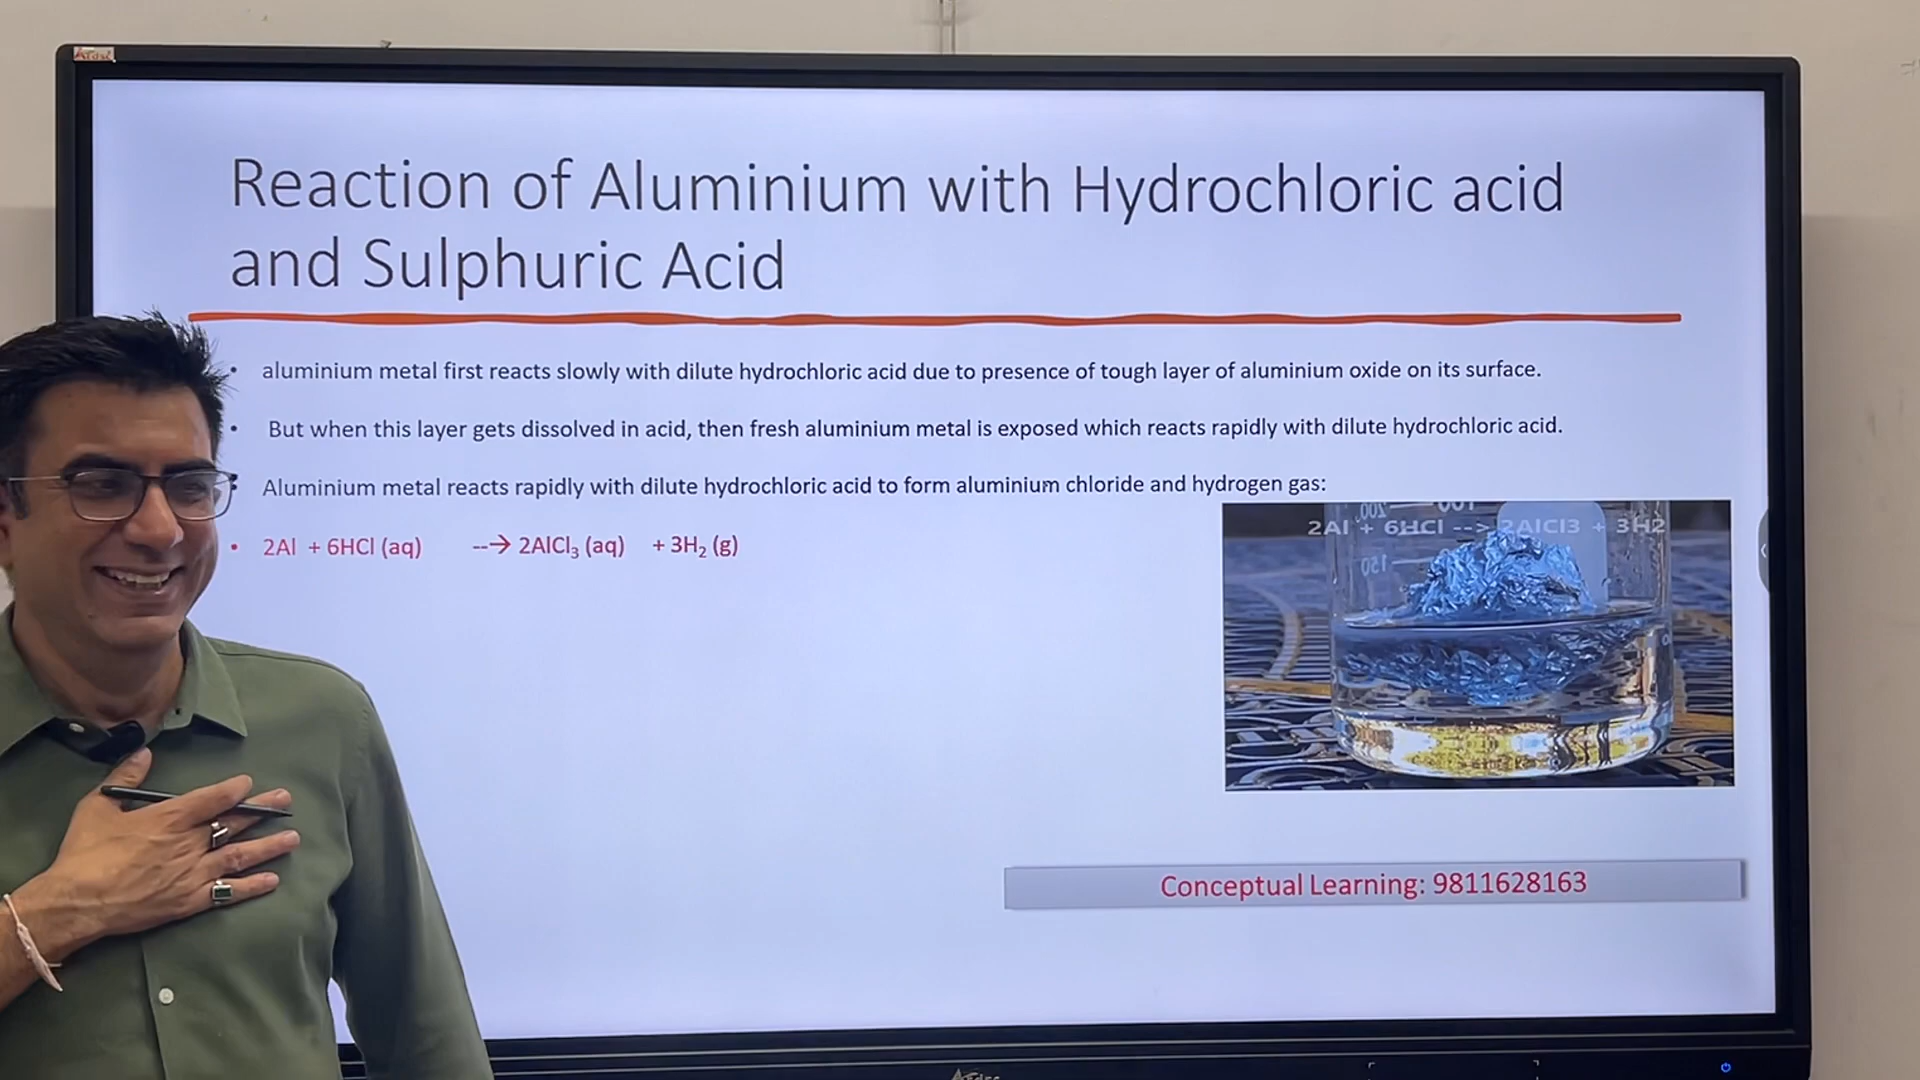 Reaction of Aluminium with Hydrochloric acid
and Sulphuric Acid
• aluminium metal first reacts slowly with dilute hydrochloric acid due to presence of tough layer of aluminium oxide on its surface.
• But when this layer gets dissolved in acid, then fresh aluminium metal is exposed which reacts rapidly with dilute hydrochloric acid.
• Aluminium metal reacts rapidly with dilute hydrochloric acid to form aluminium chloride and hydrogen gas:
• 2Al + 6HCl (aq) --→ 2AlCl₃ (aq) + 3H₂ (g)
2Al + 6HCl --> 2AlCl3 + 3H2
150
Conceptual Learning: 9811628163